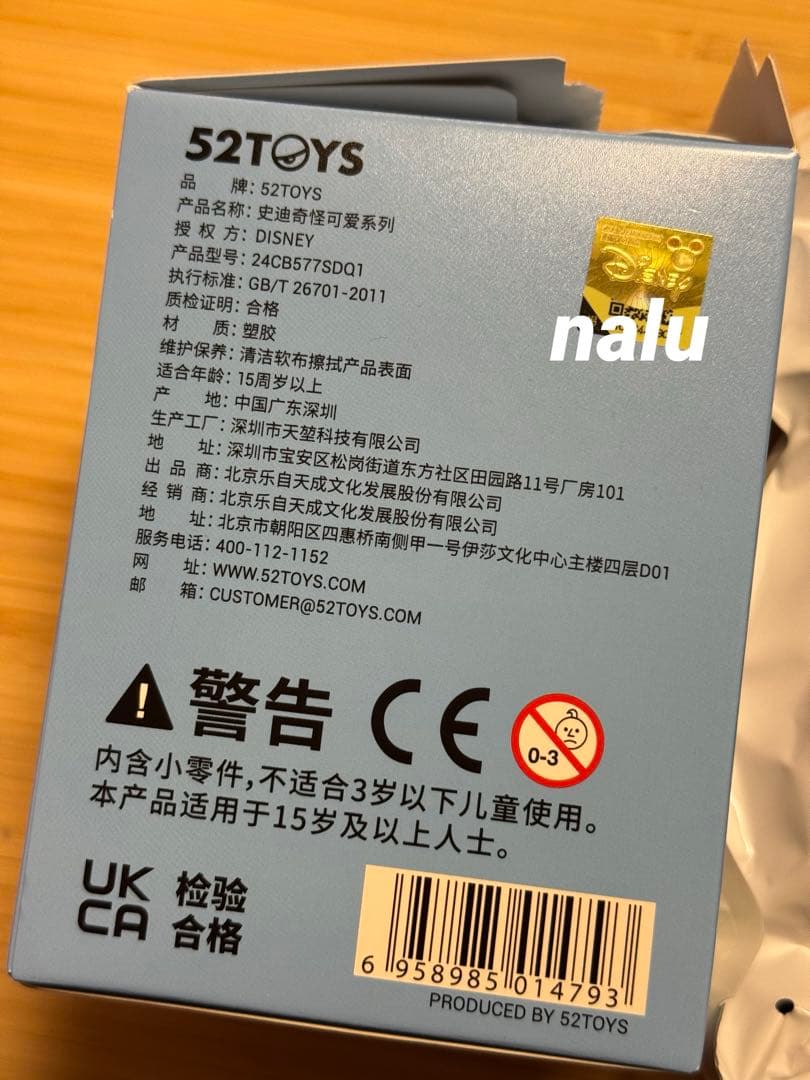 52TOYS
品 牌: 52TOYS
产品名称: 史迪奇怪可爱系列
授 权 方: DISNEY
产品型号: 24CB577SDQ1
执行标准: GB/T 26701-2011
质检证明: 合格
材 质: 塑胶
维护保养: 清洁软布擦拭产品表面
适合年龄: 15周岁以上
产 地: 中国广东深圳
生产工厂: 深圳市天堃科技有限公司
地 址: 深圳市宝安区松岗街道东方社区田园路11号厂房101
出 品 商: 北京乐自天成文化发展股份有限公司
经 销 商: 北京乐自天成文化发展股份有限公司
地 址: 北京市朝阳区四惠桥南侧甲一号伊莎文化中心主楼四层D01
服务电话: 400-112-1152
网 址: WWW.52TOYS.COM
邮 箱: CUSTOMER@52TOYS.COM
Disney
nalu
警告 CE 0-3
内含小零件,不适合3岁以下儿童使用。
本产品适用于15岁及以上人士。
UK
CA
检验
合格
6 958985 014793
PRODUCED BY 52TOYS